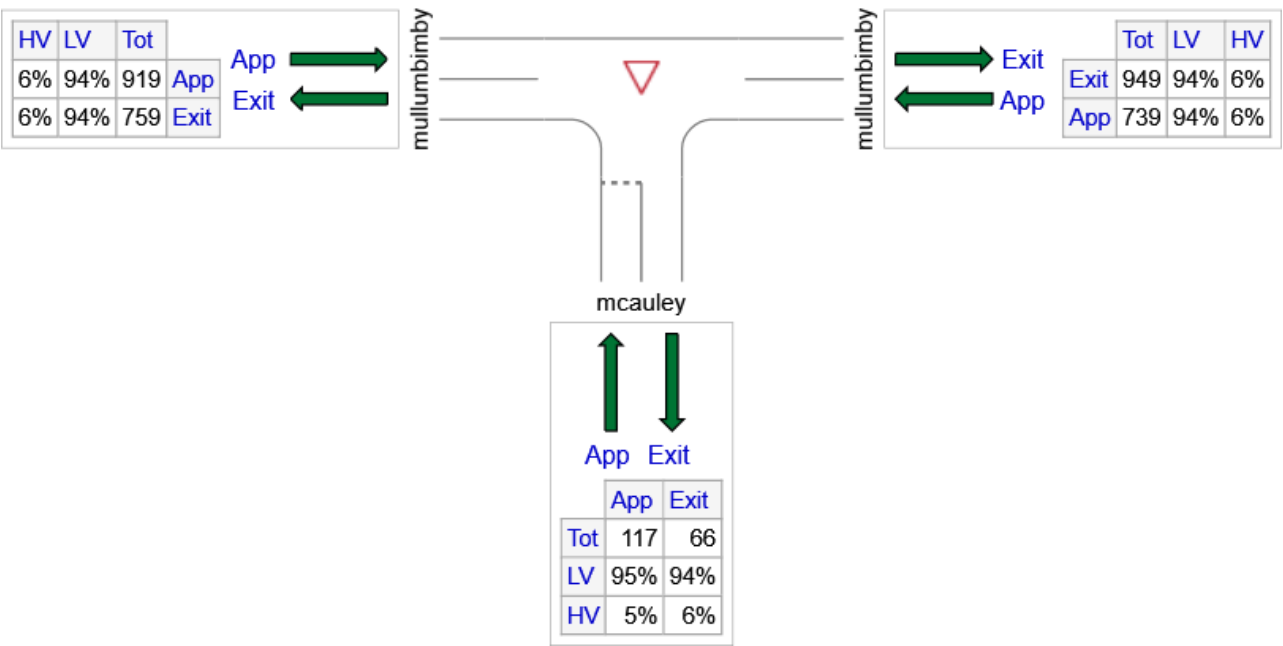 HV LV Tot
6% 94% 919 App
6% 94% 759 Exit
App
Exit
mullumbimby
mullumbimby
Exit
App
Tot LV HV
Exit 949 94% 6%
App 739 94% 6%
mcauley
App Exit
App Exit
Tot 117 66
LV 95% 94%
HV 5% 6%